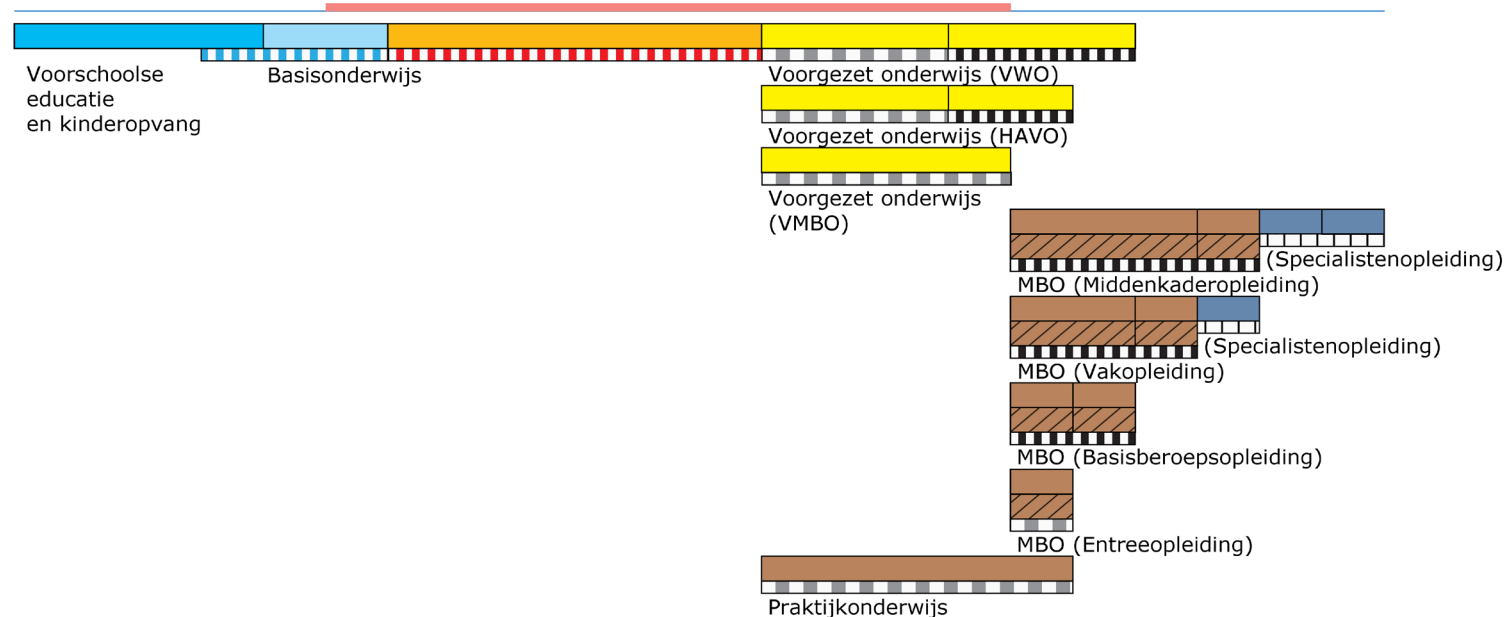 Voorschoolse
educatie
en kinderopvang
Basisonderwijs
Voorgezet onderwijs (VWO)
Voorgezet onderwijs (HAVO)
Voorgezet onderwijs
(VMBO)
(Specialistenopleiding)
MBO (Middenkaderopleiding)
(Specialistenopleiding)
MBO (Vakopleiding)
MBO (Basisberoepsopleiding)
MBO (Entreeopleiding)
Praktijkonderwijs